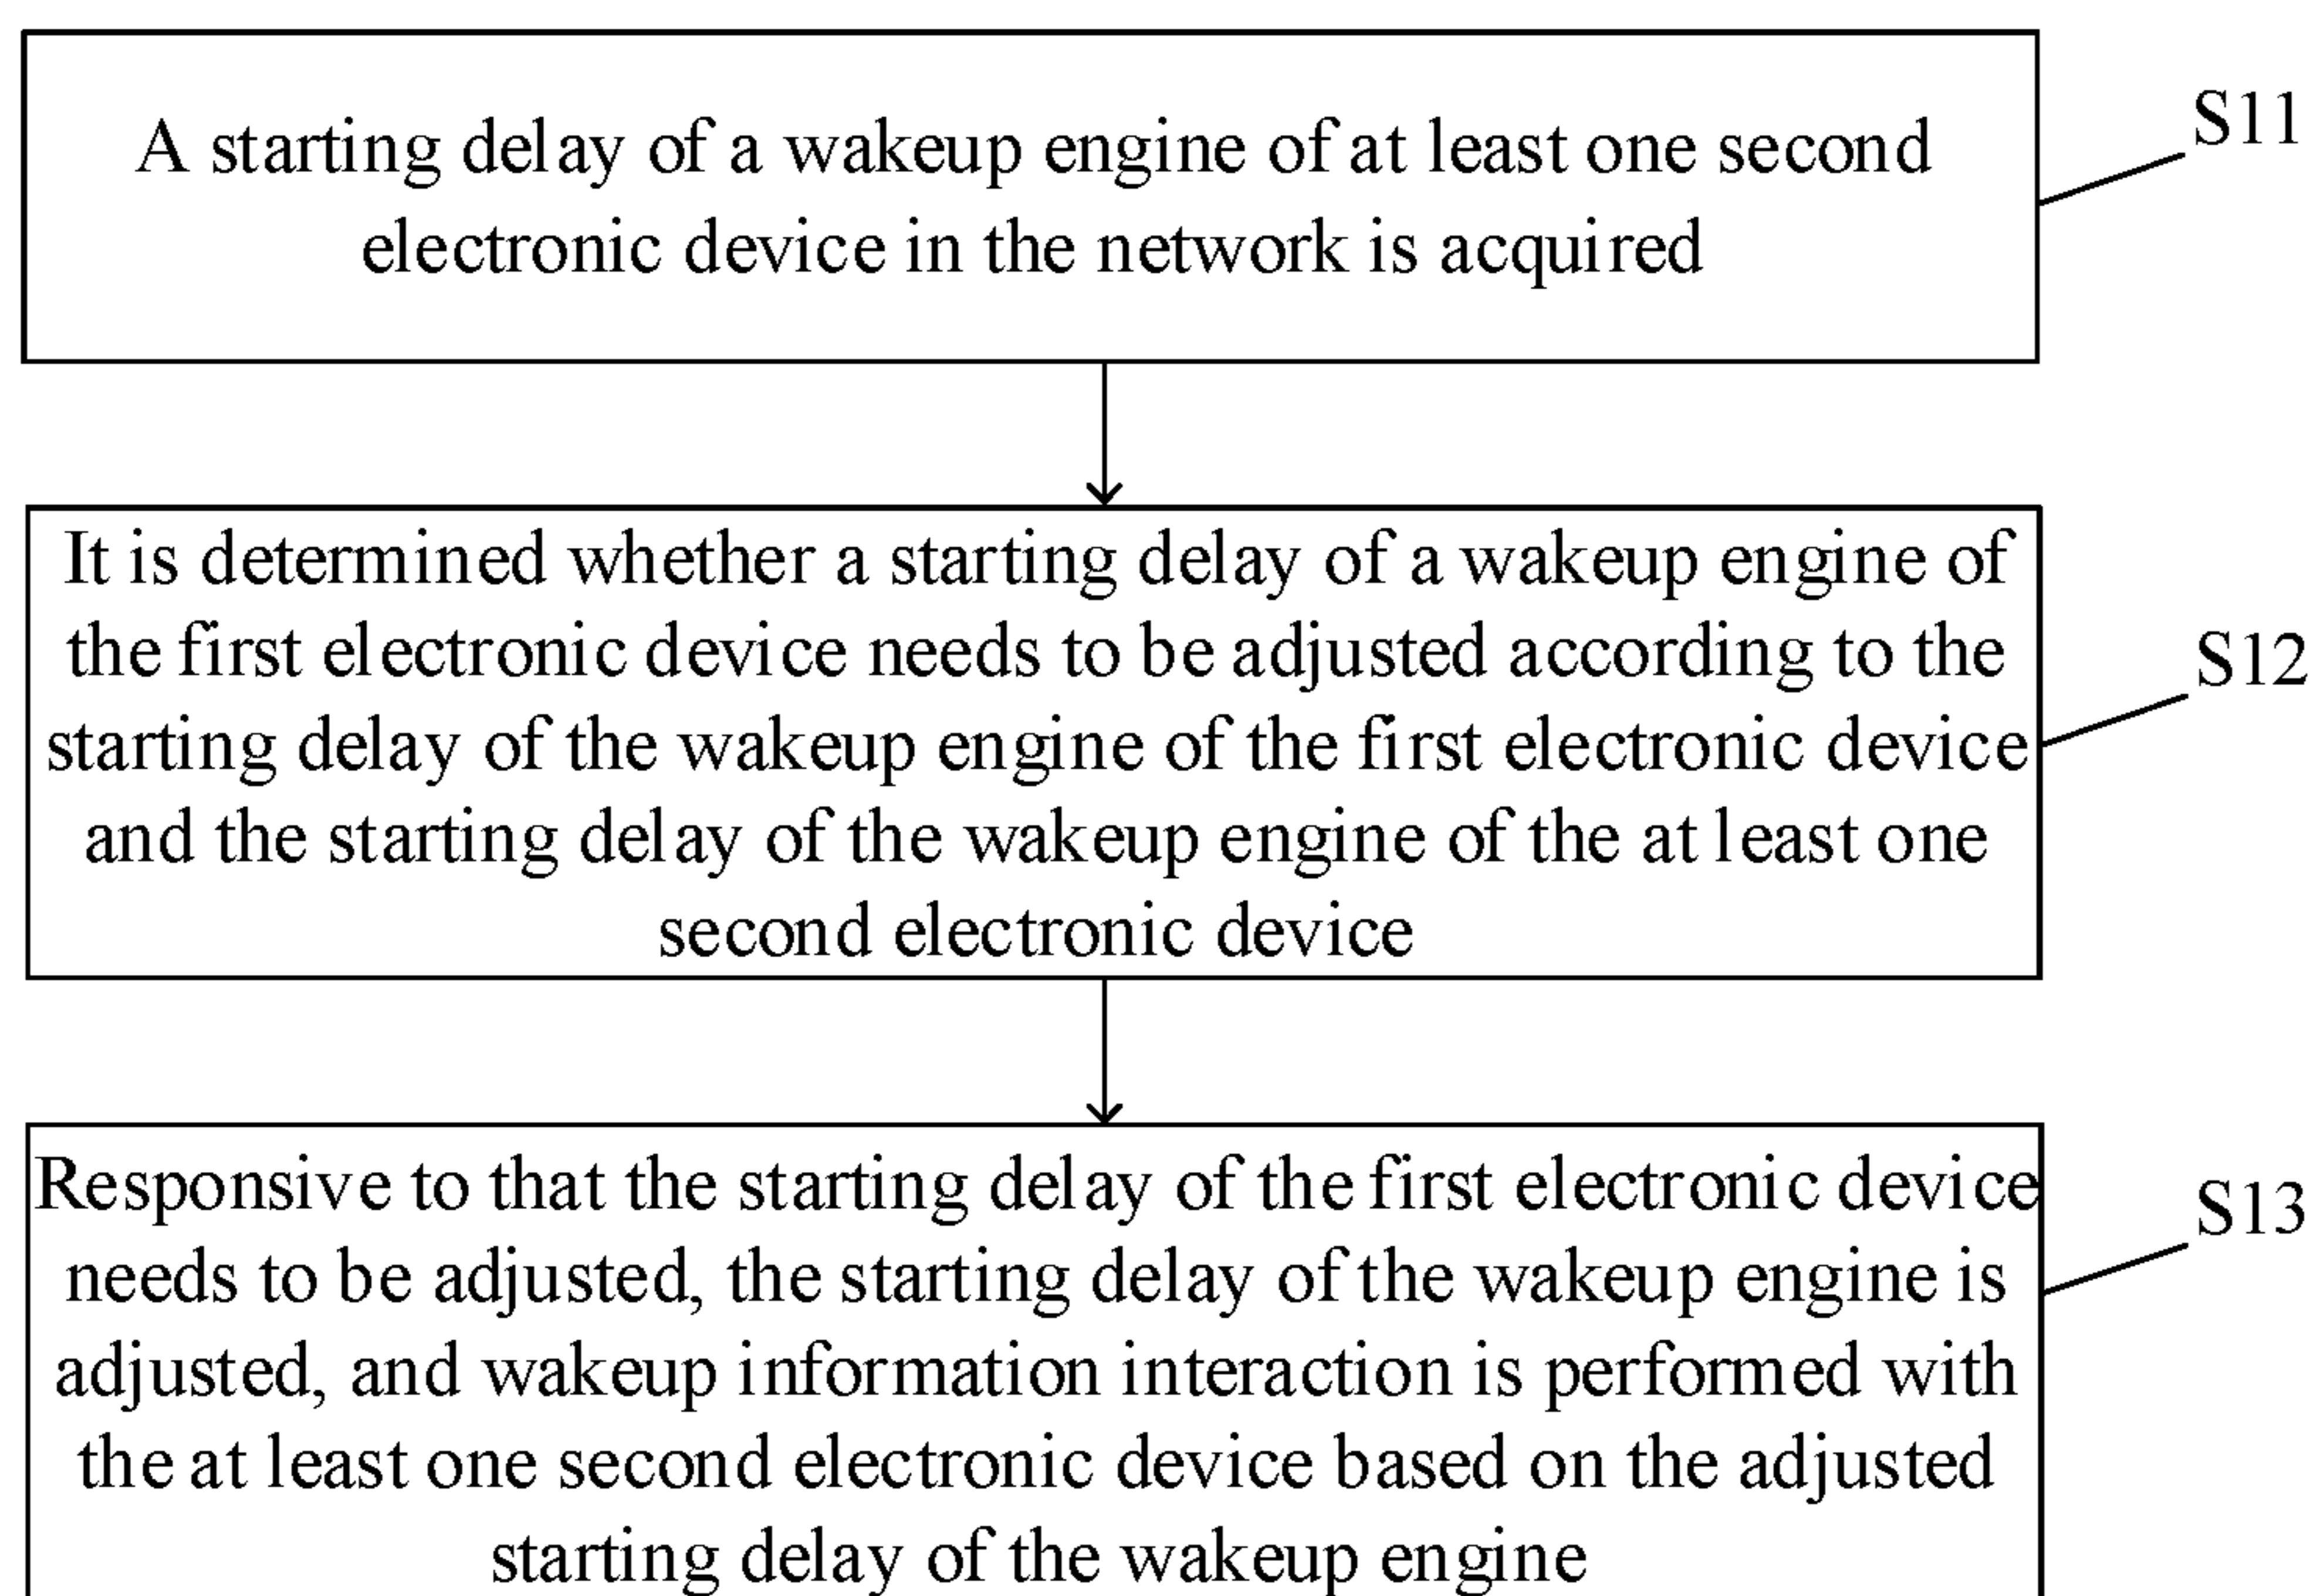 A starting delay of a wakeup engine of at least one second
electronic device in the network is acquired
S11
It is determined whether a starting delay of a wakeup engine of
the first electronic device needs to be adjusted according to the
starting delay of the wakeup engine of the first electronic device
and the starting delay of the wakeup engine of the at least one
second electronic device
S12
Responsive to that the starting delay of the first electronic device
needs to be adjusted, the starting delay of the wakeup engine is
adjusted, and wakeup information interaction is performed with
the at least one second electronic device based on the adjusted
starting delay of the wakeup engine
S13